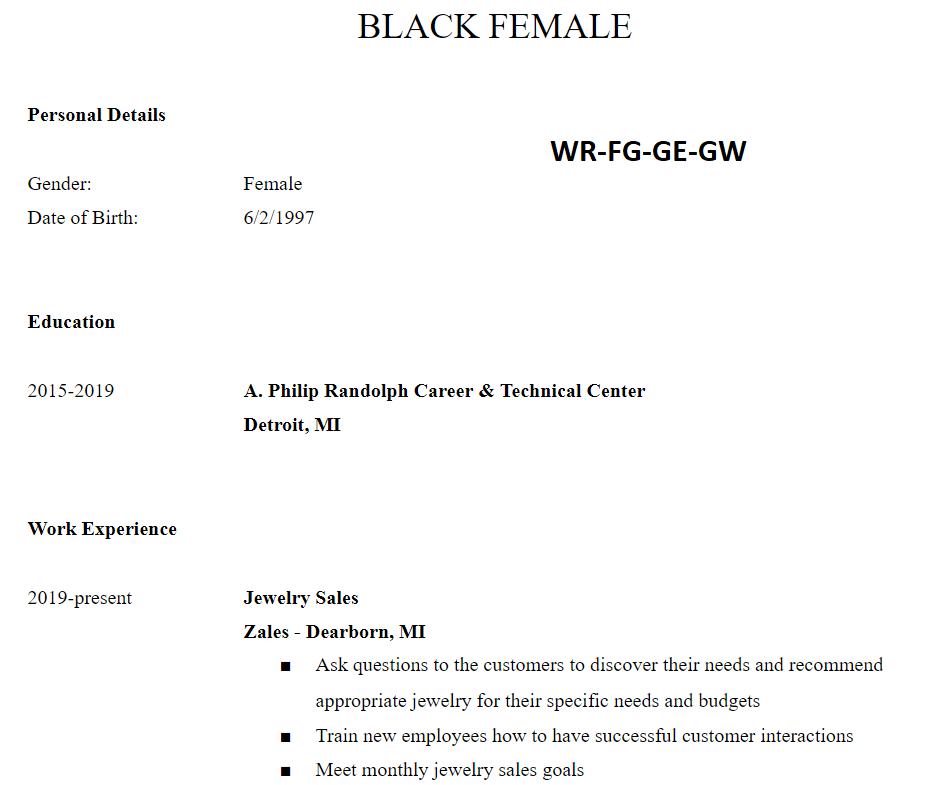 BLACK FEMALE
Personal Details
WR-FG-GE-GW
Gender: Female
Date of Birth: 6/2/1997
Education
2015-2019 A. Philip Randolph Career & Technical Center
Detroit, MI
Work Experience
2019-present Jewelry Sales
Zales - Dearborn, MI
■ Ask questions to the customers to discover their needs and recommend
appropriate jewelry for their specific needs and budgets
■ Train new employees how to have successful customer interactions
■ Meet monthly jewelry sales goals